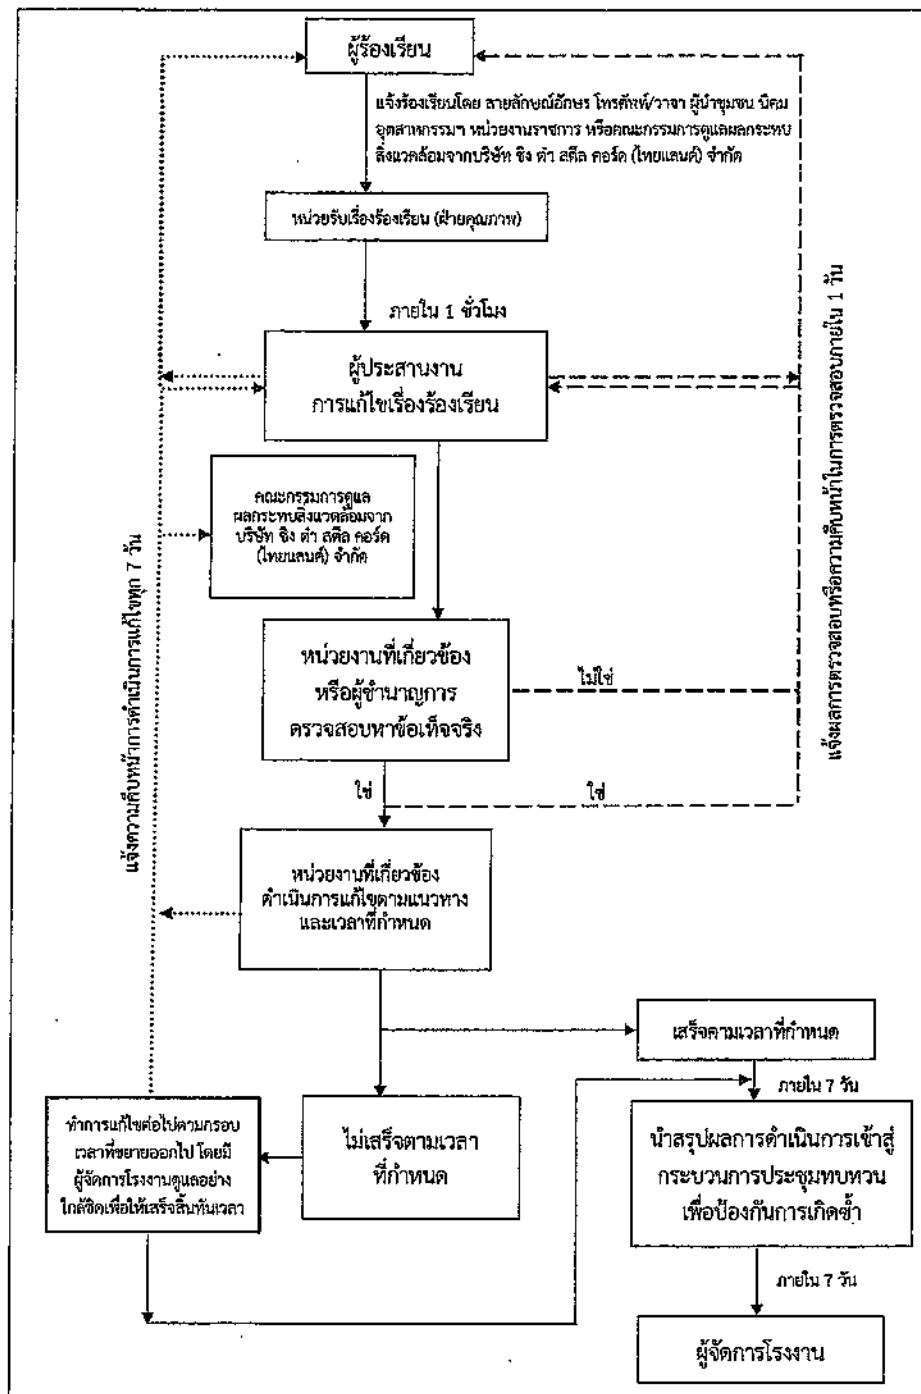 ผู้ร้องเรียน
แจ้งร้องเรียนโดย ลายลักษณ์อักษร โทรศัพท์/วาจา ผู้นำชุมชน นิคม
อุตสาหกรรมฯ หน่วยงานราชการ หรือคณะกรรมการดูแลผลกระทบ
สิ่งแวดล้อมจากบริษัท ชิง ต๋า สตีล คอร์ด (ไทยแลนด์) จำกัด
หน่วยรับเรื่องร้องเรียน (ฝ่ายคุณภาพ)
ภายใน 1 ชั่วโมง
ผู้ประสานงาน
การแก้ไขเรื่องร้องเรียน
คณะกรรมการดูแล
ผลกระทบสิ่งแวดล้อมจาก
บริษัท ชิง ต๋า สตีล คอร์ด
(ไทยแลนด์) จำกัด
แจ้งความคืบหน้าการดำเนินการแก้ไขทุก 7 วัน
แจ้งผลการตรวจสอบหรือความคืบหน้าในการตรวจสอบภายใน 1 วัน
หน่วยงานที่เกี่ยวข้อง
หรือผู้ชำนาญการ
ตรวจสอบหาข้อเท็จจริง
ไม่ใช่
ใช่
ใช่
หน่วยงานที่เกี่ยวข้อง
ดำเนินการแก้ไขตามแนวทาง
และเวลาที่กำหนด
เสร็จตามเวลาที่กำหนด
ภายใน 7 วัน
ทำการแก้ไขต่อไปตามกรอบ
เวลาที่ขยายออกไป โดยมี
ผู้จัดการโรงงานดูแลอย่าง
ใกล้ชิดเพื่อให้เสร็จสิ้นทันเวลา
ไม่เสร็จตามเวลา
ที่กำหนด
นำสรุปผลการดำเนินการเข้าสู่
กระบวนการประชุมทบทวน
เพื่อป้องกันการเกิดซ้ำ
ภายใน 7 วัน
ผู้จัดการโรงงาน